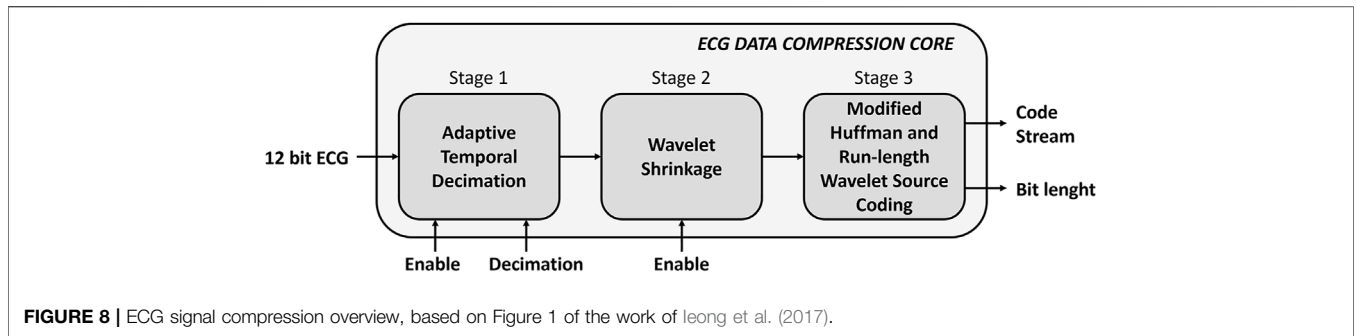 ECG DATA COMPRESSION CORE
Stage 1
Stage 2
Stage 3
12 bit ECG
Adaptive
Temporal
Decimation
Wavelet
Shrinkage
Modified
Huffman and
Run-length
Wavelet Source
Coding
Code
Stream
Bit lenght
Enable
Decimation
Enable
FIGURE 8 | ECG signal compression overview, based on Figure 1 of the work of leong et al. (2017).